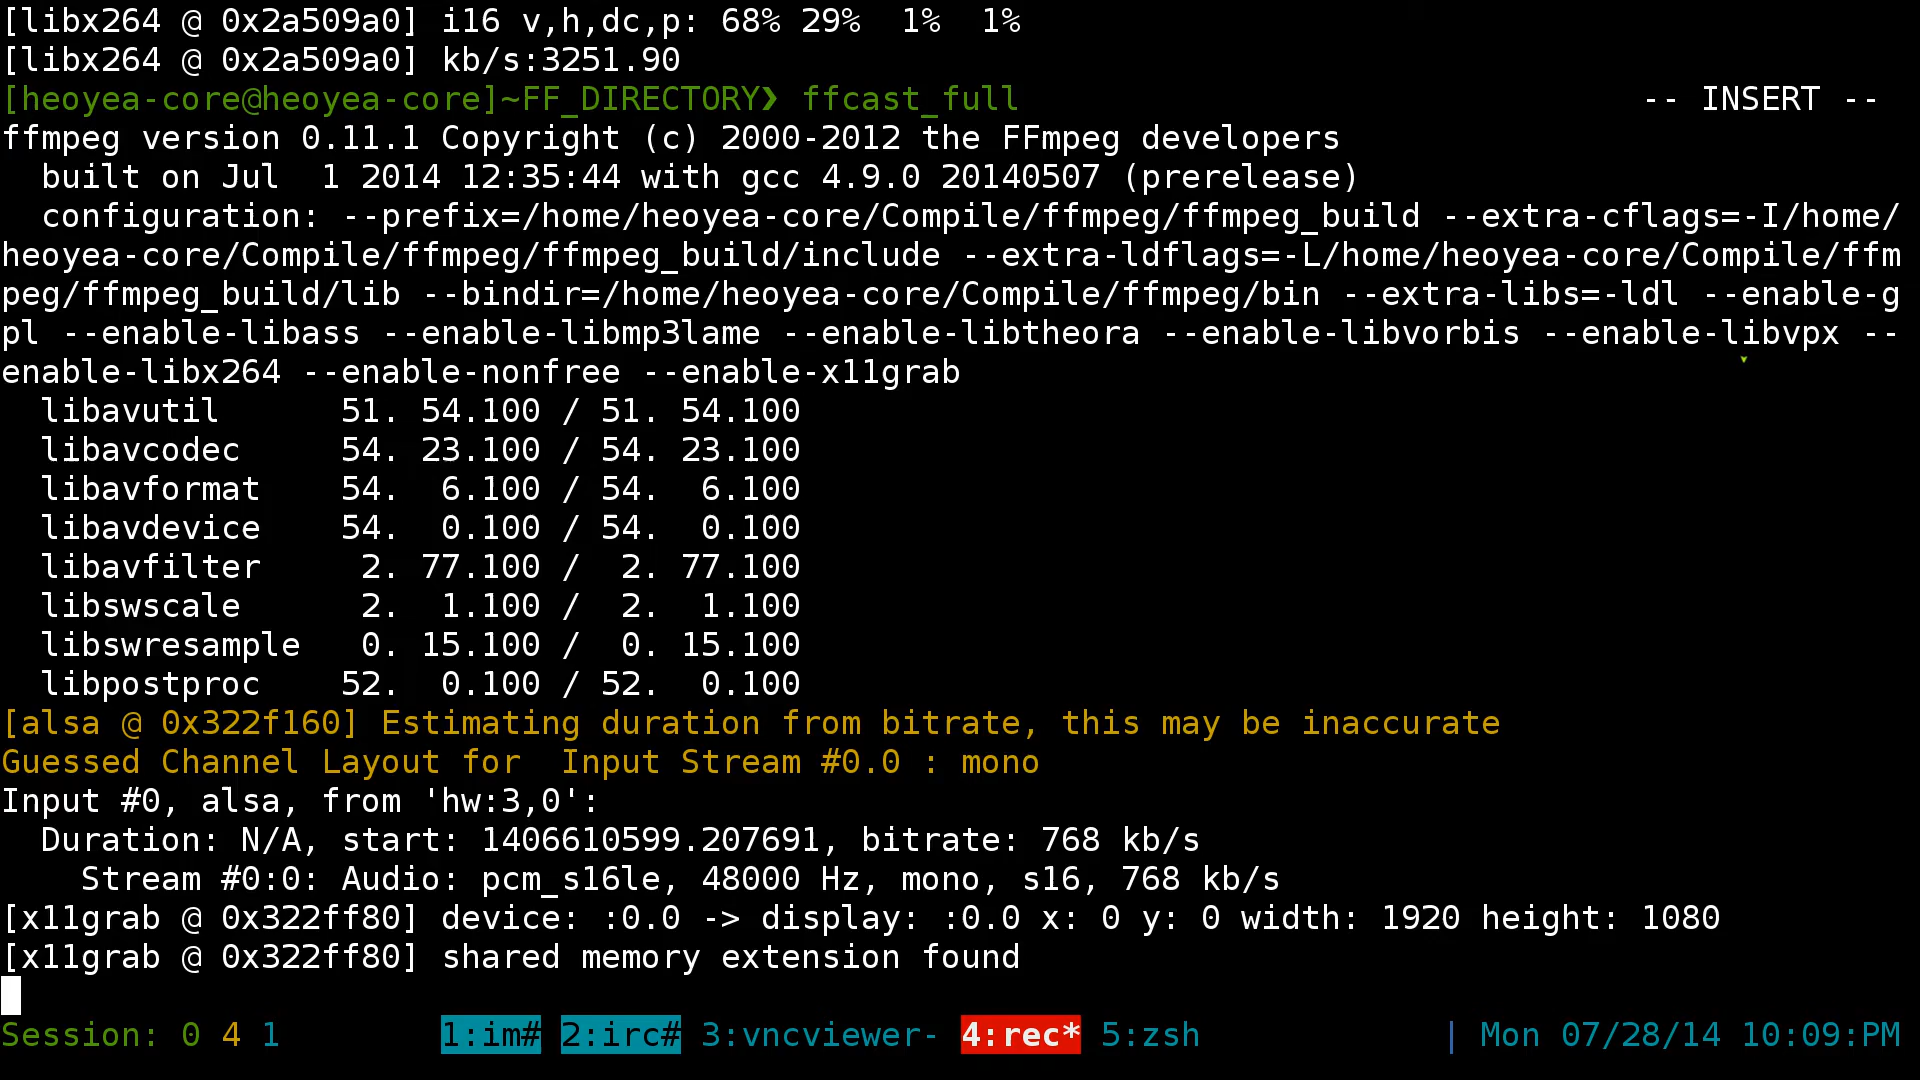 [libx264 @ 0x2a509a0] i16 v,h,dc,p: 68% 29%  1%  1%
[libx264 @ 0x2a509a0] kb/s:3251.90
[heoyea-core@heoyea-core]~FF_DIRECTORY❯ ffcast_full -- INSERT --
ffmpeg version 0.11.1 Copyright (c) 2000-2012 the FFmpeg developers
  built on Jul  1 2014 12:35:44 with gcc 4.9.0 20140507 (prerelease)
  configuration: --prefix=/home/heoyea-core/Compile/ffmpeg/ffmpeg_build --extra-cflags=-I/home/
heoyea-core/Compile/ffmpeg/ffmpeg_build/include --extra-ldflags=-L/home/heoyea-core/Compile/ffm
peg/ffmpeg_build/lib --bindir=/home/heoyea-core/Compile/ffmpeg/bin --extra-libs=-ldl --enable-g
pl --enable-libass --enable-libmp3lame --enable-libtheora --enable-libvorbis --enable-libvpx --
enable-libx264 --enable-nonfree --enable-x11grab
  libavutil      51. 54.100 / 51. 54.100
  libavcodec     54. 23.100 / 54. 23.100
  libavformat    54.  6.100 / 54.  6.100
  libavdevice    54.  0.100 / 54.  0.100
  libavfilter     2. 77.100 /  2. 77.100
  libswscale      2.  1.100 /  2.  1.100
  libswresample   0. 15.100 /  0. 15.100
  libpostproc    52.  0.100 / 52.  0.100
[alsa @ 0x322f160] Estimating duration from bitrate, this may be inaccurate
Guessed Channel Layout for  Input Stream #0.0 : mono
Input #0, alsa, from 'hw:3,0':
  Duration: N/A, start: 1406610599.207691, bitrate: 768 kb/s
    Stream #0:0: Audio: pcm_s16le, 48000 Hz, mono, s16, 768 kb/s
[x11grab @ 0x322ff80] device: :0.0 -> display: :0.0 x: 0 y: 0 width: 1920 height: 1080
[x11grab @ 0x322ff80] shared memory extension found
Session: 0 4 1 1:im# 2:irc# 3:vncviewer- 4:rec* 5:zsh | Mon 07/28/14 10:09:PM